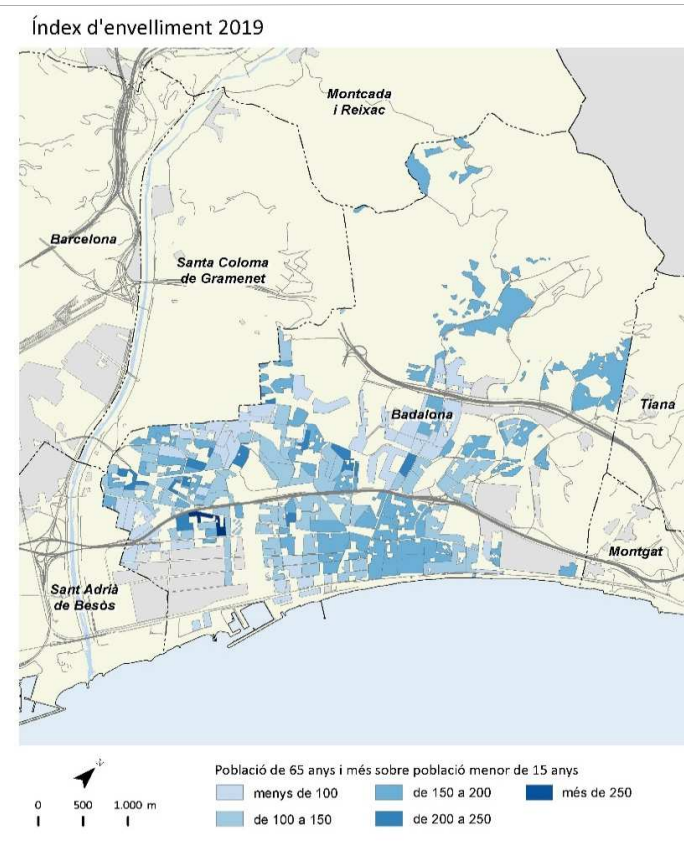 Índex d'envelliment 2019
Montcada
i Reixac
Barcelona
Santa Coloma
de Gramenet
Badalona
Tiana
Montgat
Sant Adrià
de Besòs
Població de 65 anys i més sobre població menor de 15 anys
menys de 100
de 150 a 200
més de 250
de 100 a 150
de 200 a 250
0 500 1.000 m